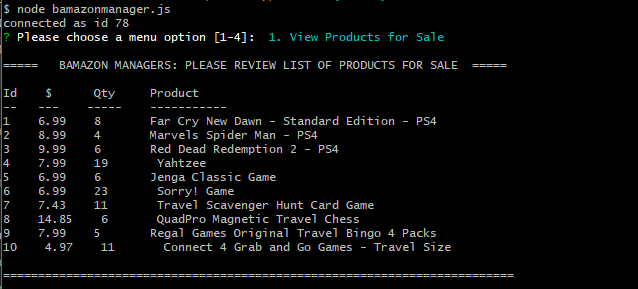 $ node bamazonmanager.js
connected as id 78
? Please choose a menu option [1-4]:  1. View Products for Sale
=====   BAMAZON MANAGERS: PLEASE REVIEW LIST OF PRODUCTS FOR SALE  =====
Id    $      Qty     Product
--   ---    -----    -----------
1    6.99    8       Far Cry New Dawn - Standard Edition - PS4
2    8.99    4       Marvels Spider Man - PS4
3    9.99    6       Red Dead Redemption 2 - PS4
4    7.99    19       Yahtzee
5    6.99    6       Jenga Classic Game
6    6.99    23       Sorry! Game
7    7.43    11       Travel Scavenger Hunt Card Game
8    14.85    6       QuadPro Magnetic Travel Chess
9    7.99    5       Regal Games Original Travel Bingo 4 Packs
10    4.97    11       Connect 4 Grab and Go Games - Travel Size
=============================================================================